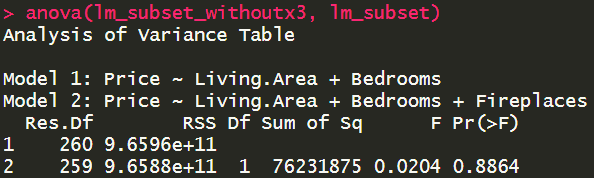 > anova(lm_subset_withoutx3, lm_subset)
Analysis of Variance Table

Model 1: Price ~ Living.Area + Bedrooms
Model 2: Price ~ Living.Area + Bedrooms + Fireplaces
  Res.Df        RSS Df Sum of Sq      F Pr(>F)
1    260 9.6596e+11
2    259 9.6588e+11  1  76231875 0.0204 0.8864